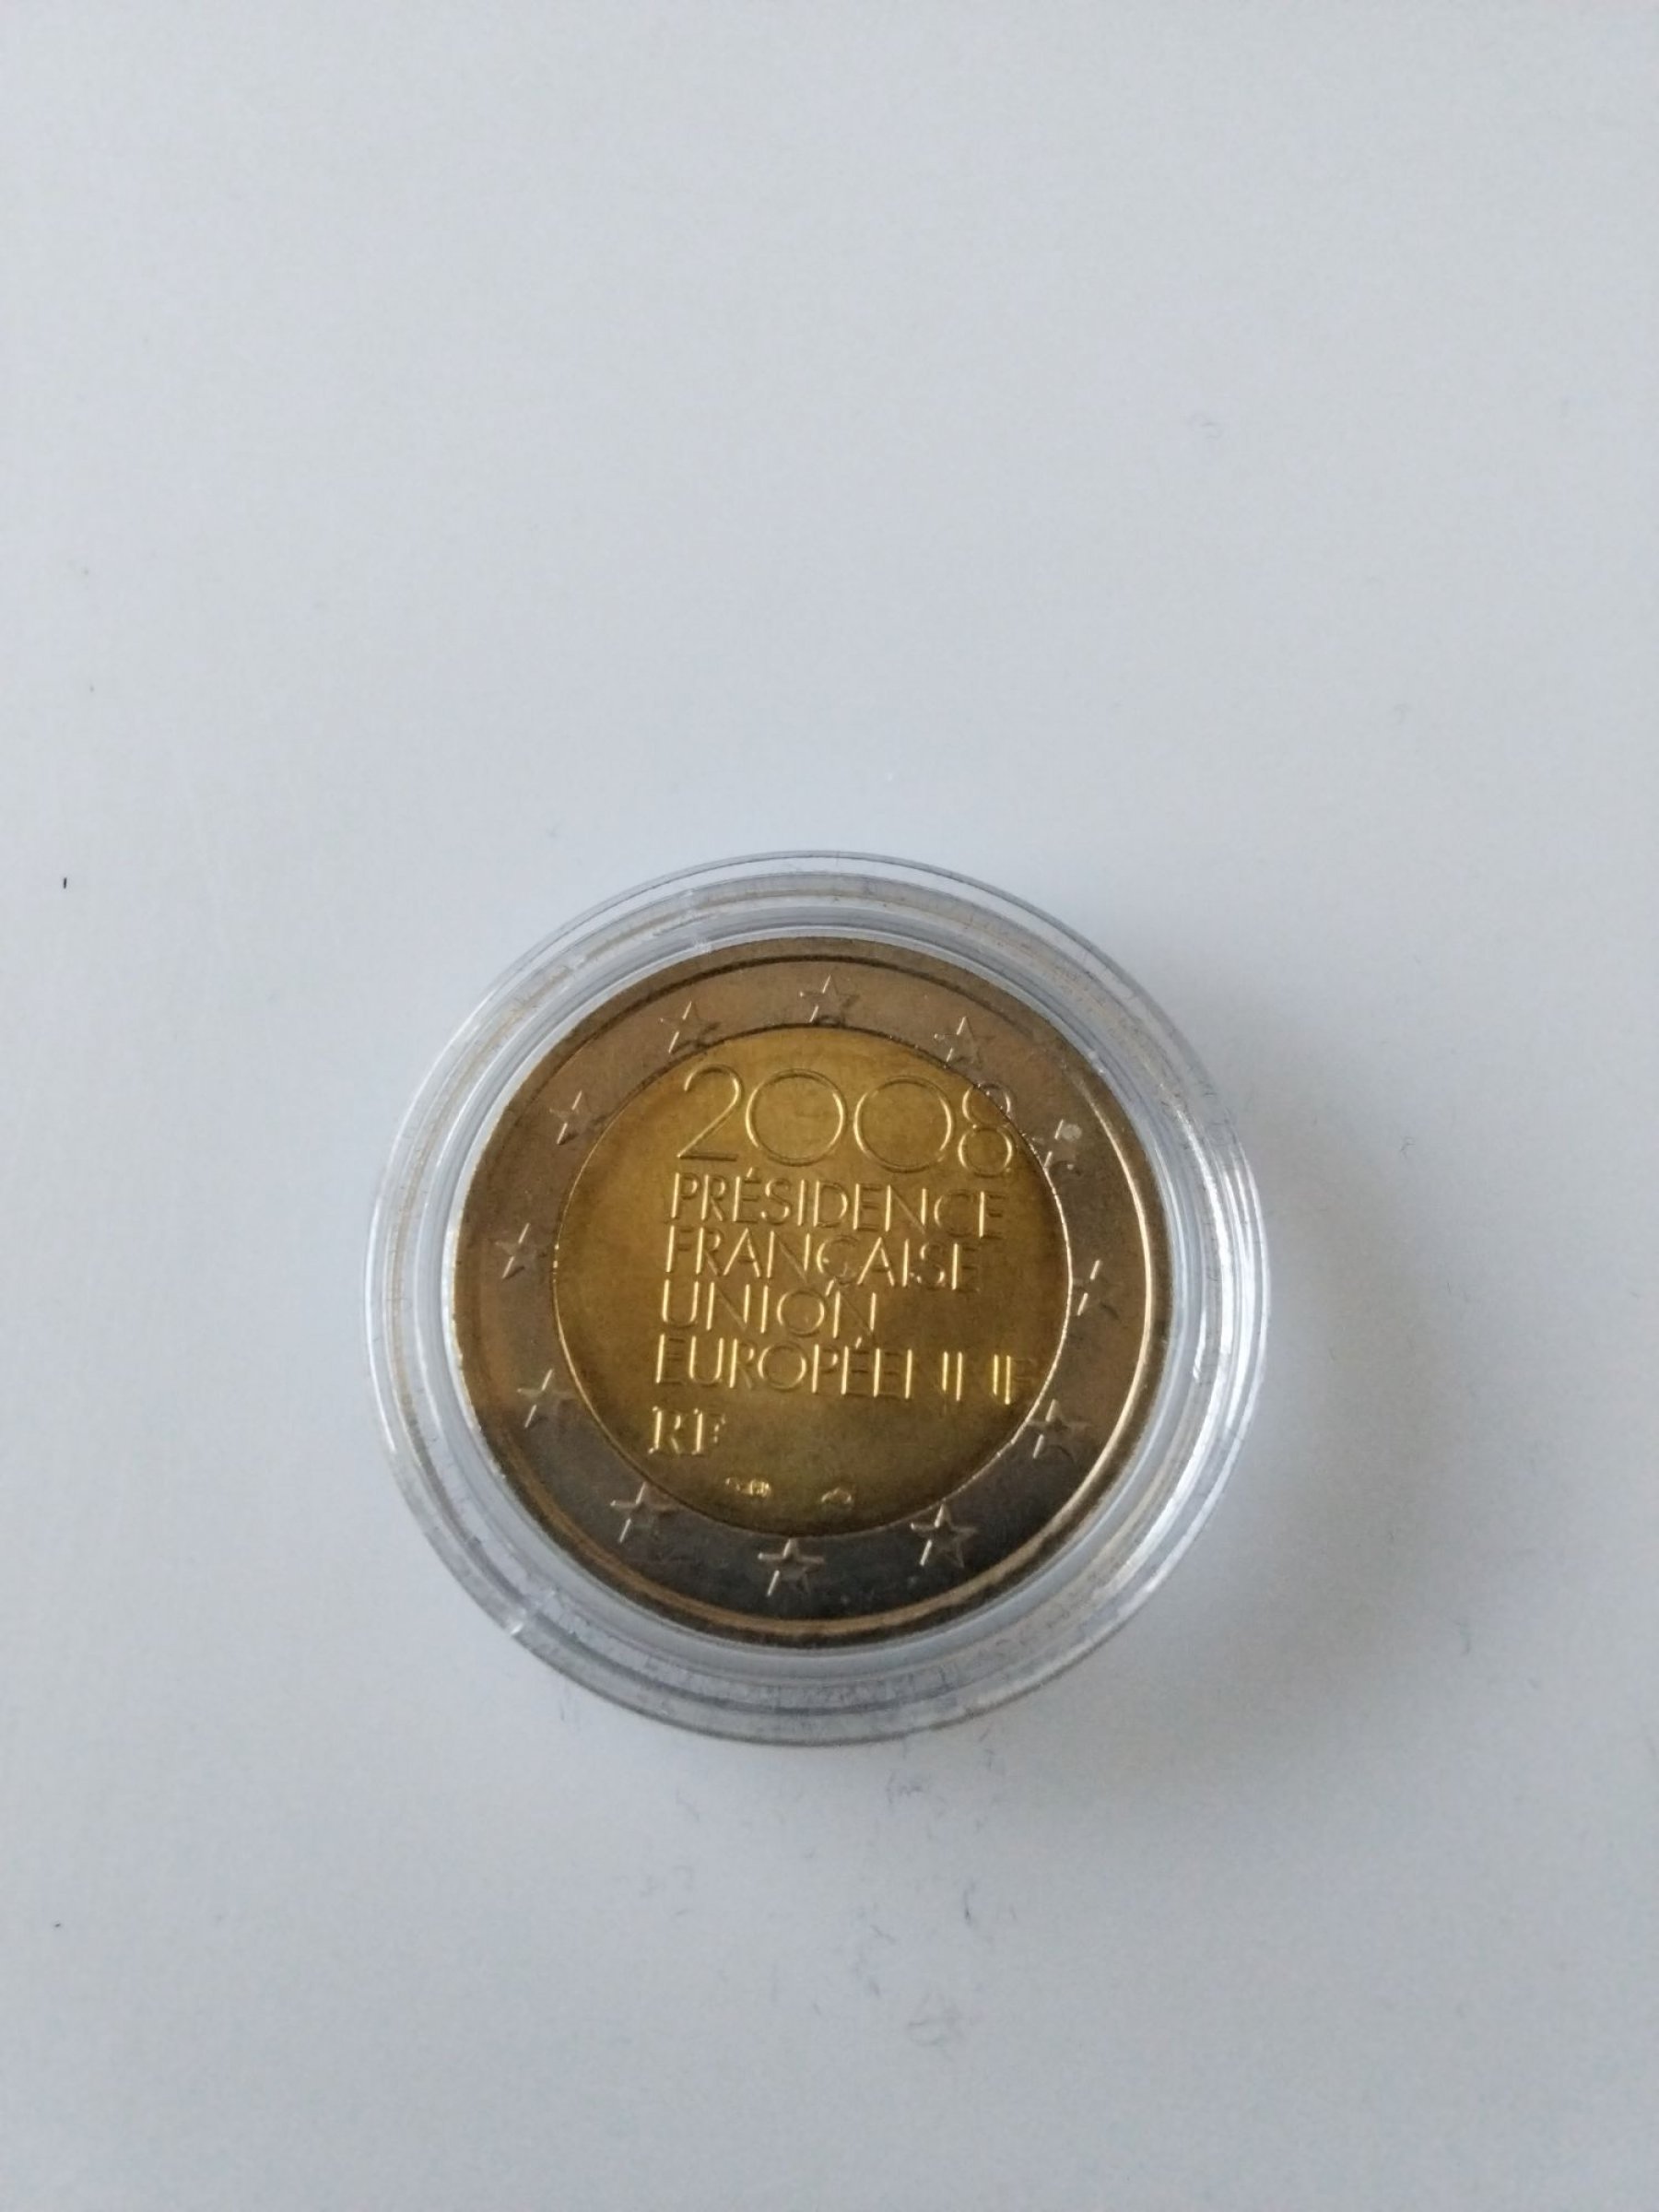 2008
PRÉSIDENCE
FRANÇAISE
UNION
EUROPÉENNE
RF